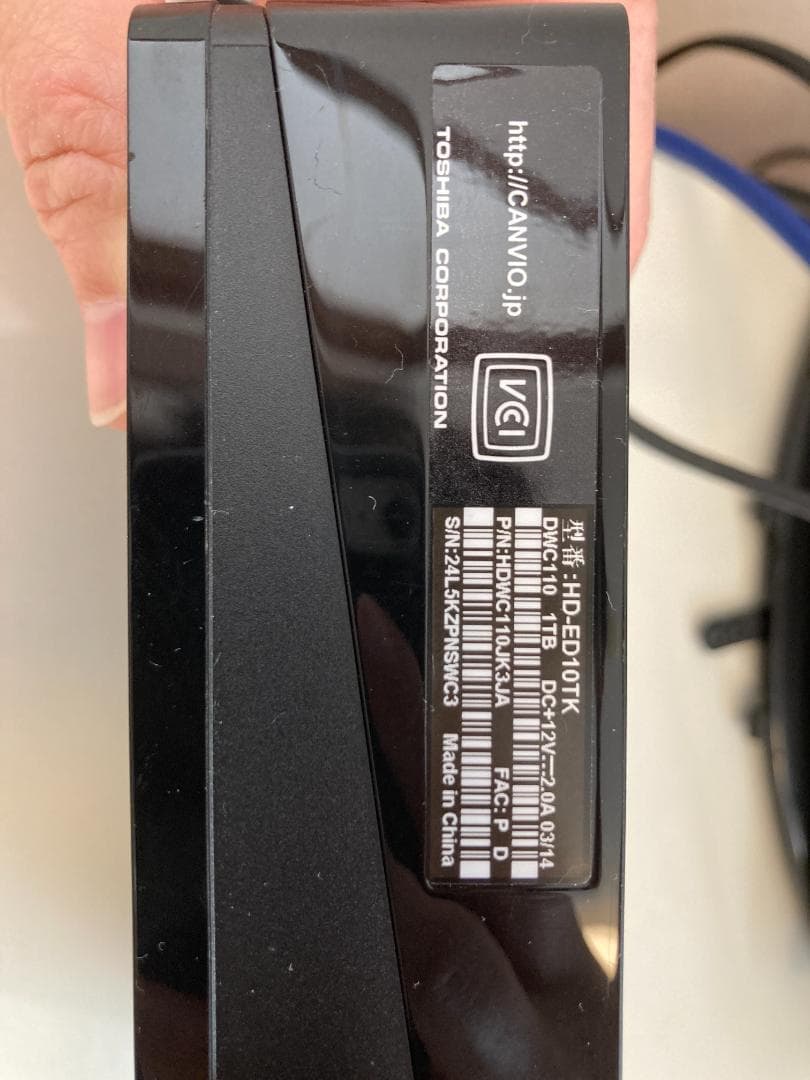 http://CANVIO.jp
VCCI
TOSHIBA CORPORATION
型番:HD-ED10TK
DWC110 1TB DC+12V⎓2.0A 03/14
P/N:HDWC110JK3JA FAC: P D
S/N:24L5KZPNSWC3 Made in China